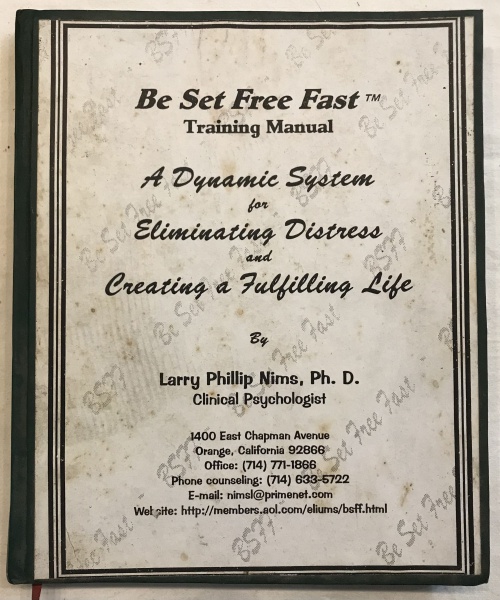 Be Set Free Fast™
Training Manual
A Dynamic System
for
Eliminating Distress
and
Creating a Fulfilling Life
By
Larry Phillip Nims, Ph. D.
Clinical Psychologist
1400 East Chapman Avenue
Orange, California 92866
Office: (714) 771-1866
Phone counseling: (714) 633-5722
E-mail: nimsl@primenet.com
Web site: http://members.aol.com/eliums/bsff.html